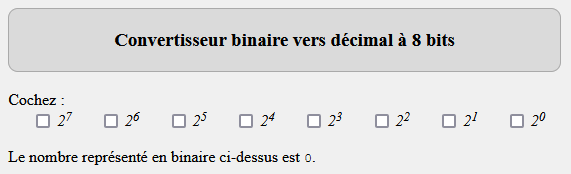 Convertisseur binaire vers décimal à 8 bits
Cochez :
2⁷ 2⁶ 2⁵ 2⁴ 2³ 2² 2¹ 2⁰
Le nombre représenté en binaire ci-dessus est 0.